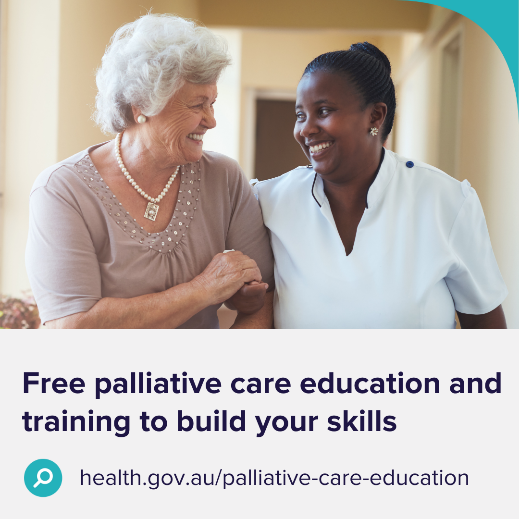 Free palliative care education and
training to build your skills
health.gov.au/palliative-care-education